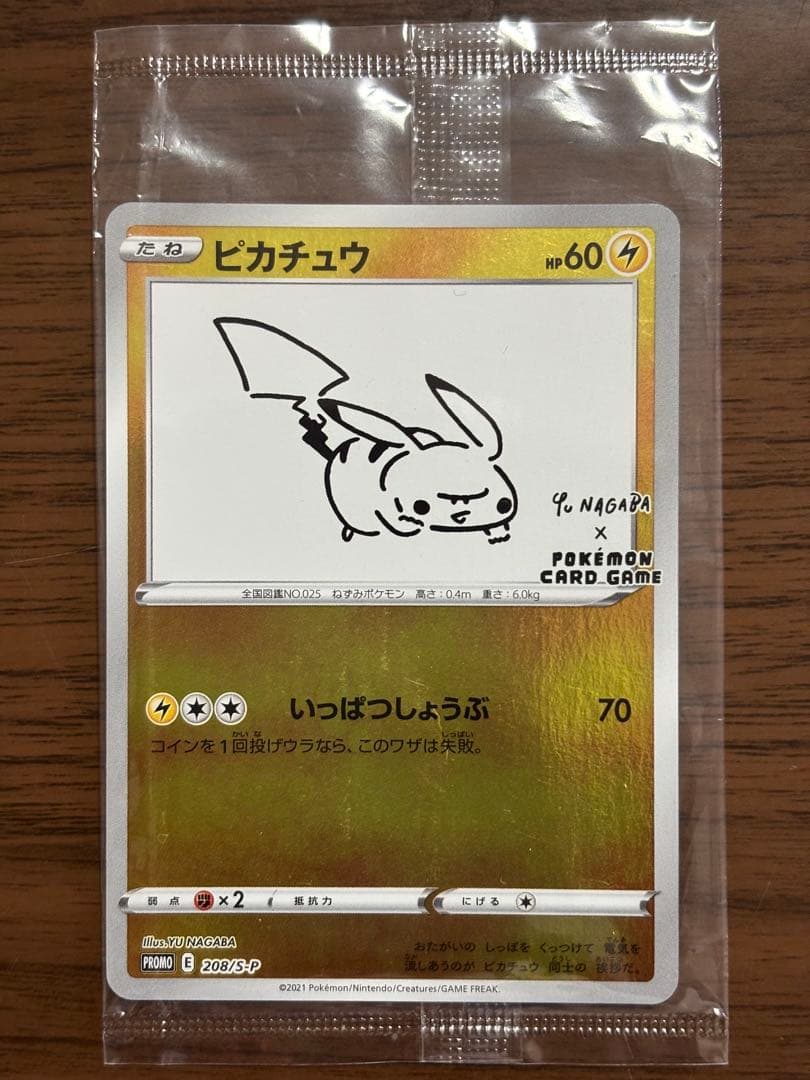 たね ピカチュウ HP60
YU NAGABA
×
POKÉMON
CARD GAME
全国図鑑NO.025 ねずみポケモン 高さ:0.4m 重さ:6.0kg
いっぱつしょうぶ 70
コインを1回投げウラなら、このワザは失敗。
弱点 ×2 抵抗力 にげる
Illus.YU NAGABA
おたがいの しっぽを くっつけて 電気を
流しあうのが ピカチュウ 同士の 挨拶だ。
PROMO E 208/S-P
©2021 Pokémon/Nintendo/Creatures/GAME FREAK.